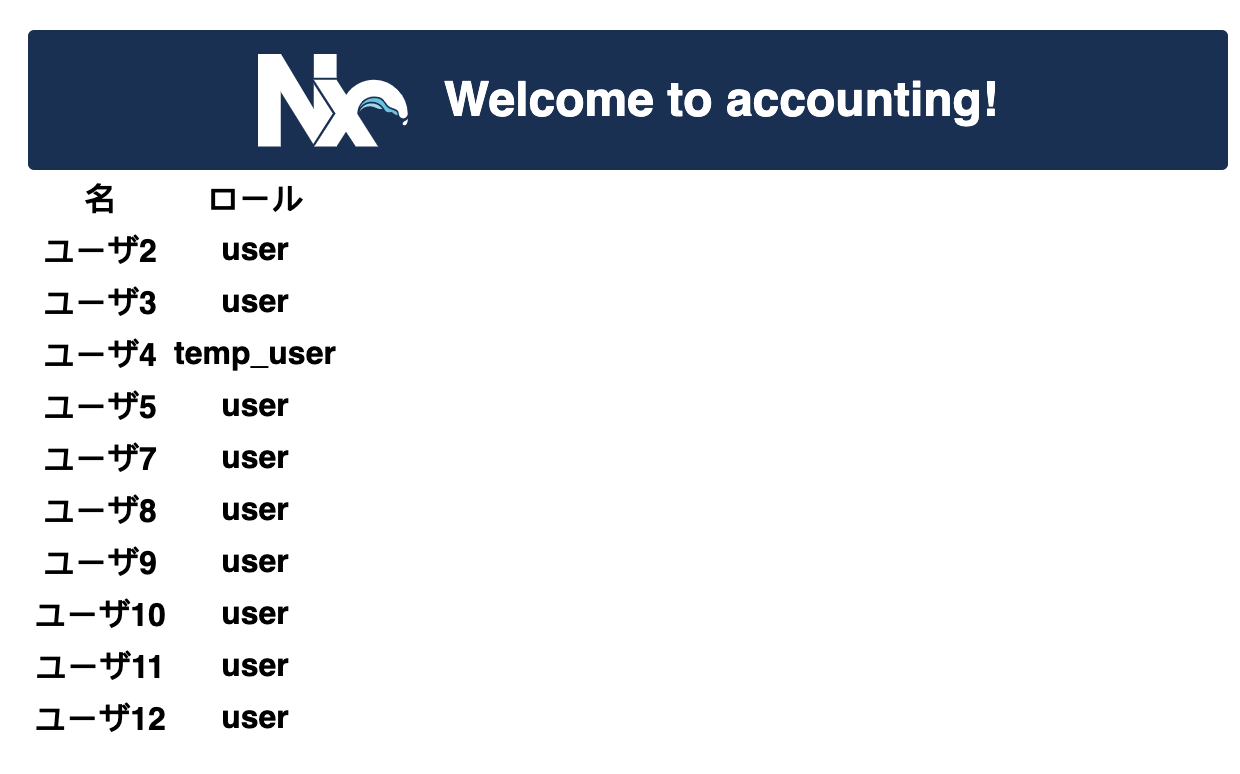 Nx Welcome to accounting!
名 ロール
ユーザ2 user
ユーザ3 user
ユーザ4 temp_user
ユーザ5 user
ユーザ7 user
ユーザ8 user
ユーザ9 user
ユーザ10 user
ユーザ11 user
ユーザ12 user